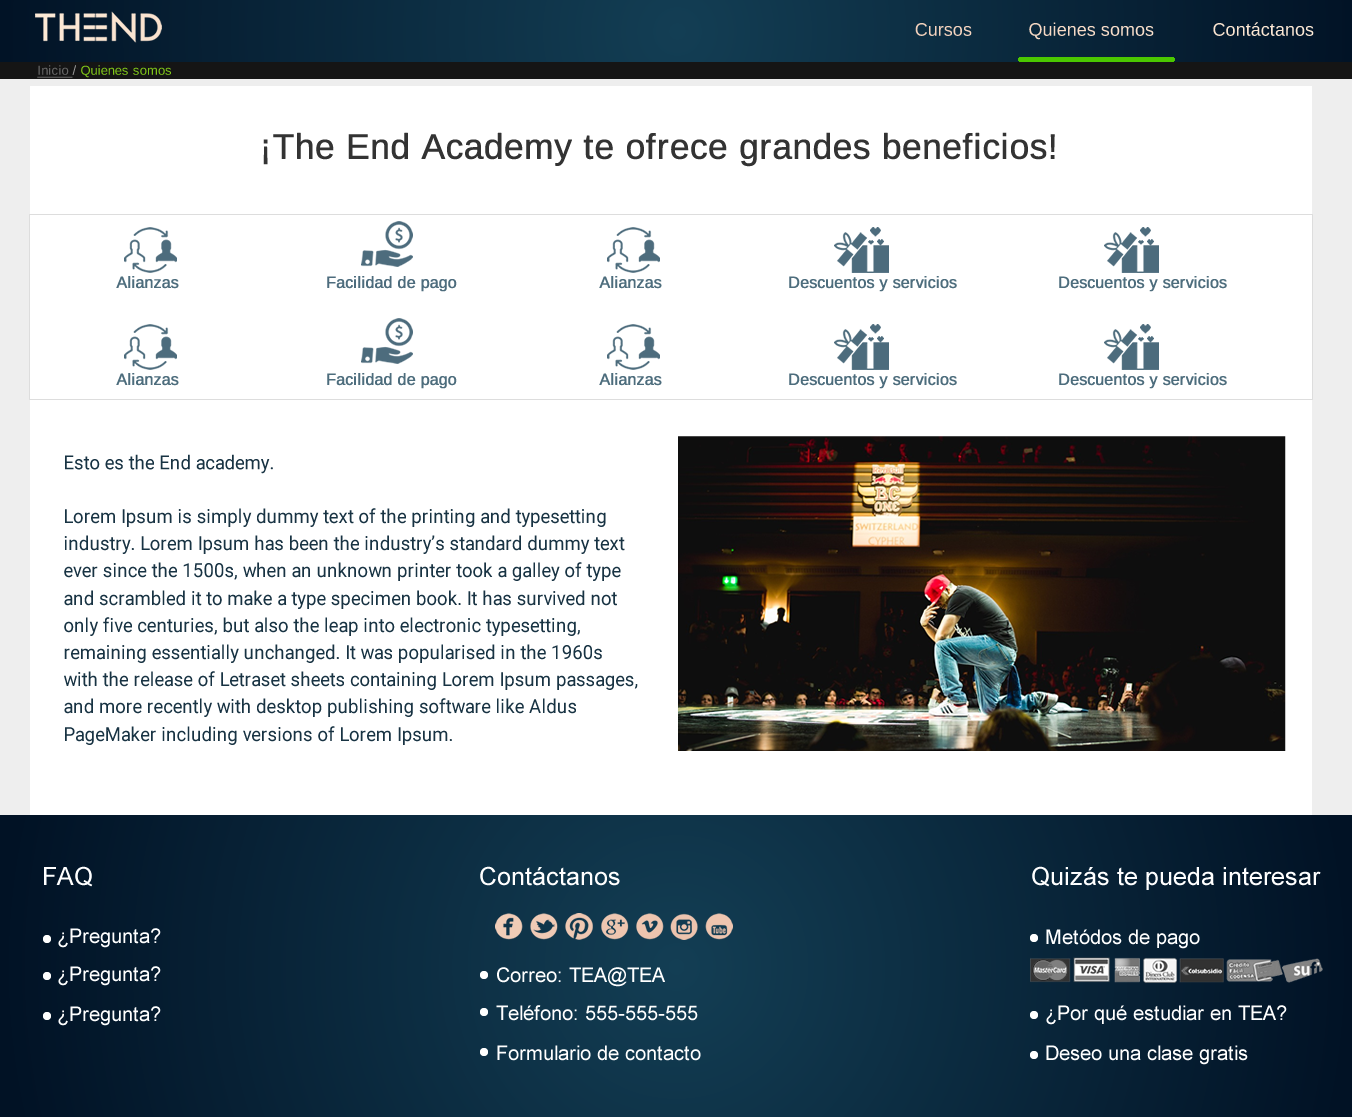 THEND
Cursos
Quienes somos
Contáctanos
Inicio / Quienes somos
¡The End Academy te ofrece grandes beneficios!
Alianzas
Facilidad de pago
Alianzas
Descuentos y servicios
Descuentos y servicios
Alianzas
Facilidad de pago
Alianzas
Descuentos y servicios
Descuentos y servicios
Esto es the End academy.
Lorem Ipsum is simply dummy text of the printing and typesetting
industry. Lorem Ipsum has been the industry’s standard dummy text
ever since the 1500s, when an unknown printer took a galley of type
and scrambled it to make a type specimen book. It has survived not
only five centuries, but also the leap into electronic typesetting,
remaining essentially unchanged. It was popularised in the 1960s
with the release of Letraset sheets containing Lorem Ipsum passages,
and more recently with desktop publishing software like Aldus
PageMaker including versions of Lorem Ipsum.
BC
ONE
SWITZERLAND
CYPHER
FAQ
¿Pregunta?
¿Pregunta?
¿Pregunta?
Contáctanos
You Tube
Correo: TEA@TEA
Teléfono: 555-555-555
Formulario de contacto
Quizás te pueda interesar
Metódos de pago
MasterCard
VISA
Diners Club
INTERNATIONAL
Colsubsidio
Crédito
Fácil
CODENSA
¿Por qué estudiar en TEA?
Deseo una clase gratis